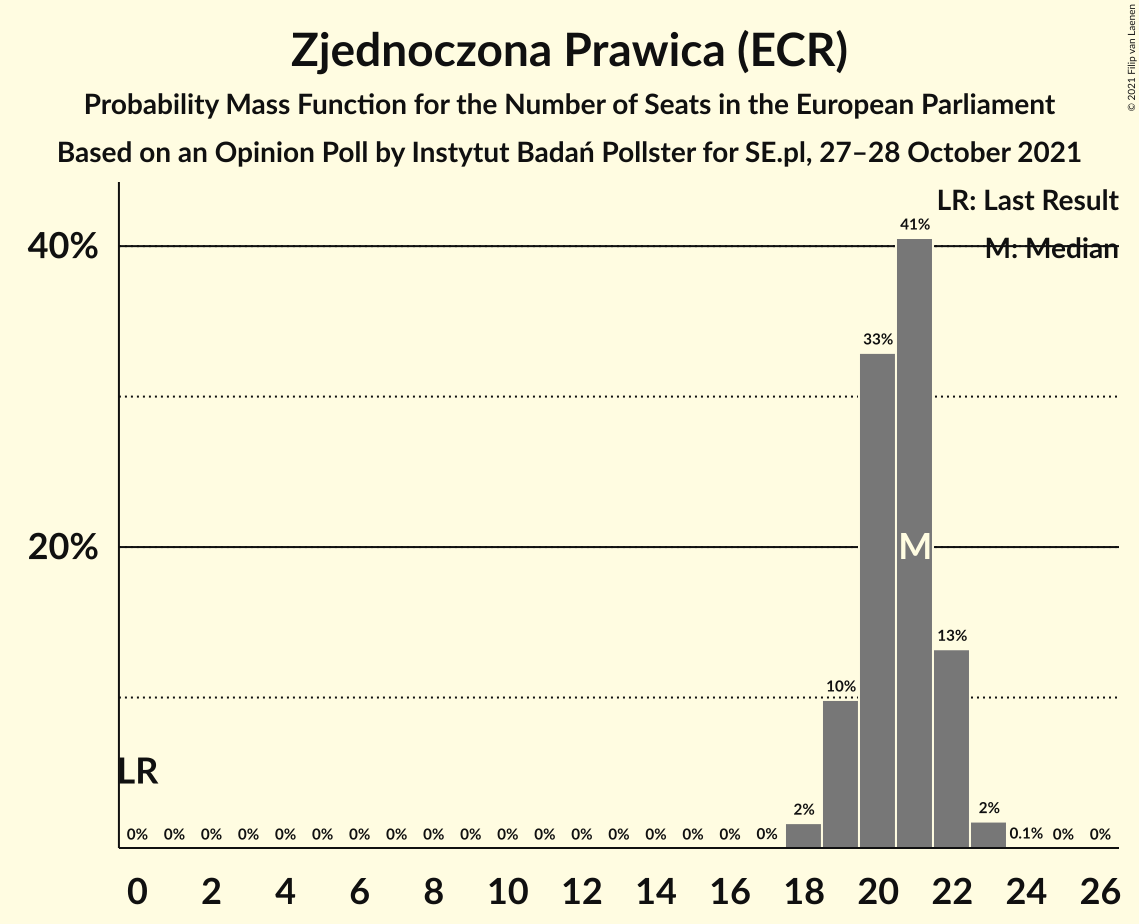 Zjednoczona Prawica (ECR)
Probability Mass Function for the Number of Seats in the European Parliament
Based on an Opinion Poll by Instytut Badań Pollster for SE.pl, 27–28 October 2021
© 2021 Filip van Laenen
LR: Last Result
M: Median
40%
20%
41%
33%
M
13%
10%
LR
2%
2%
0% 0% 0% 0% 0% 0% 0% 0% 0% 0% 0% 0% 0% 0% 0% 0% 0% 0% 0.1% 0% 0%
0 2 4 6 8 10 12 14 16 18 20 22 24 26